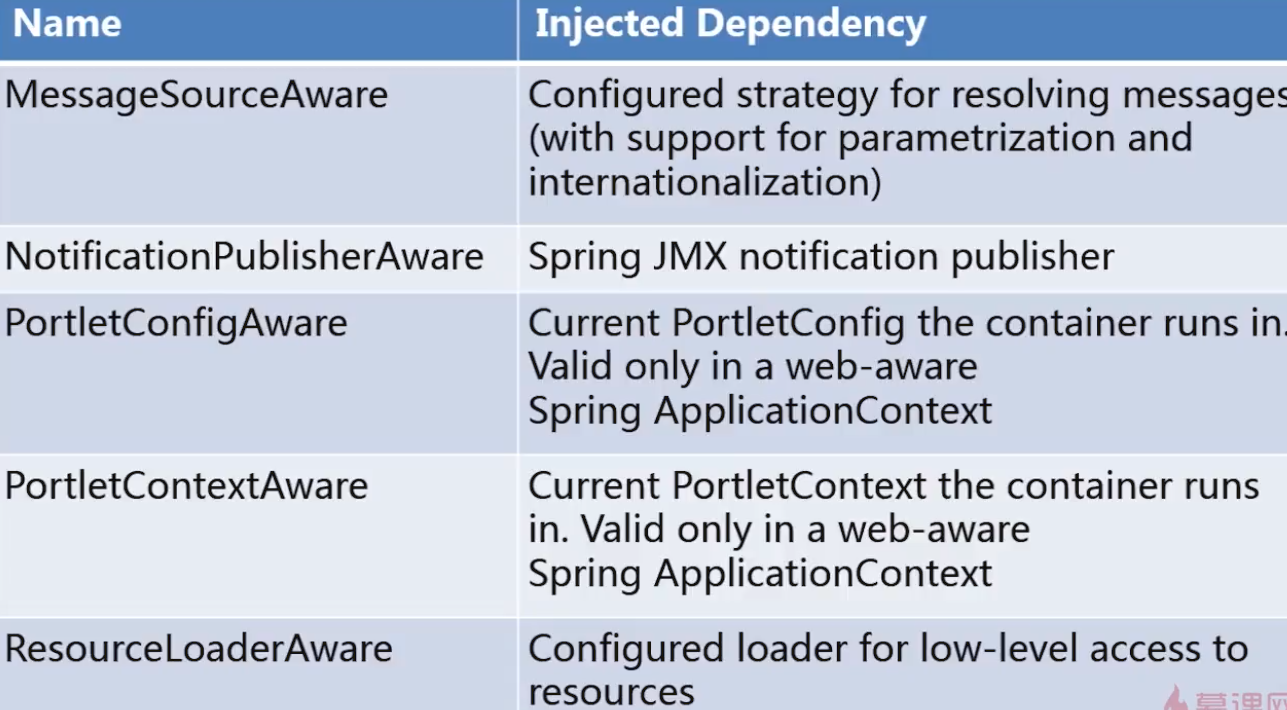 Name
Injected Dependency
MessageSourceAware
Configured strategy for resolving messages
(with support for parametrization and
internationalization)
NotificationPublisherAware
Spring JMX notification publisher
PortletConfigAware
Current PortletConfig the container runs in.
Valid only in a web-aware
Spring ApplicationContext
PortletContextAware
Current PortletContext the container runs
in. Valid only in a web-aware
Spring ApplicationContext
ResourceLoaderAware
Configured loader for low-level access to
resources
慕课网